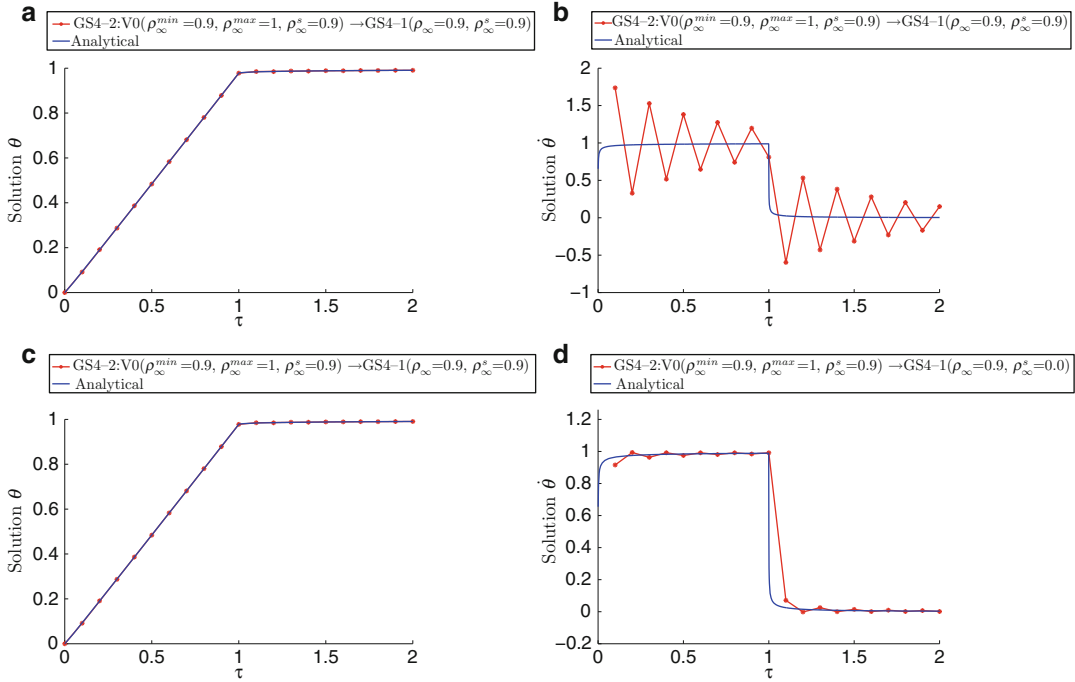 a
GS4–2:V0(ρ∞^min=0.9, ρ∞^max=1, ρ∞^s=0.9) →GS4–1(ρ∞=0.9, ρ∞^s=0.9)
Analytical
1
0.8
0.6
0.4
0.2
0
Solution θ
0 0.5 1 1.5 2
τ
b
GS4–2:V0(ρ∞^min=0.9, ρ∞^max=1, ρ∞^s=0.9) →GS4–1(ρ∞=0.9, ρ∞^s=0.9)
Analytical
2
1.5
1
0.5
0
−0.5
−1
Solution θ̇
0 0.5 1 1.5 2
τ
c
GS4–2:V0(ρ∞^min=0.9, ρ∞^max=1, ρ∞^s=0.9) →GS4–1(ρ∞=0.9, ρ∞^s=0.9)
Analytical
1
0.8
0.6
0.4
0.2
0
Solution θ
0 0.5 1 1.5 2
τ
d
GS4–2:V0(ρ∞^min=0.9, ρ∞^max=1, ρ∞^s=0.9) →GS4–1(ρ∞=0.9, ρ∞^s=0.0)
Analytical
1.2
1
0.8
0.6
0.4
0.2
0
−0.2
Solution θ̇
0 0.5 1 1.5 2
τ